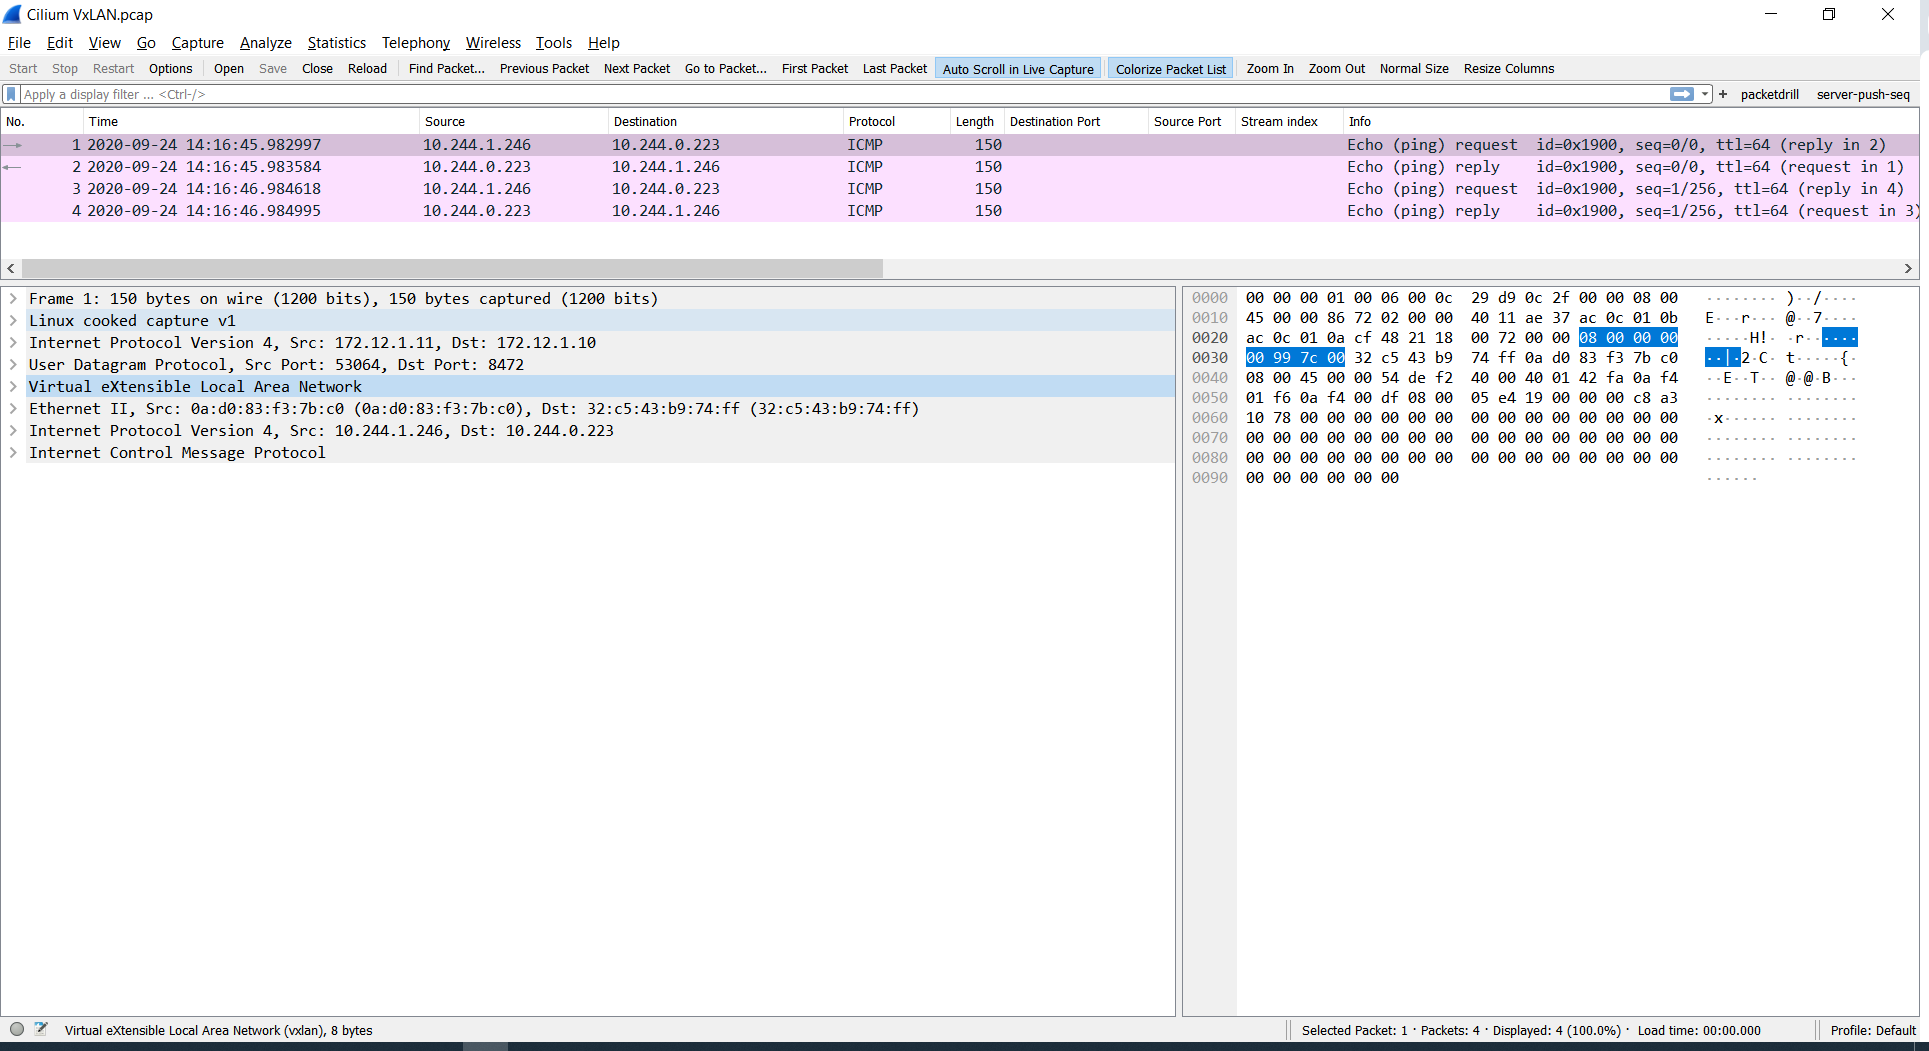 Cilium VxLAN.pcap
File Edit View Go Capture Analyze Statistics Telephony Wireless Tools Help
Start Stop Restart Options Open Save Close Reload Find Packet... Previous Packet Next Packet Go to Packet... First Packet Last Packet Auto Scroll in Live Capture Colorize Packet List Zoom In Zoom Out Normal Size Resize Columns
Apply a display filter ... <Ctrl-/> + packetdrill server-push-seq
No. Time Source Destination Protocol Length Destination Port Source Port Stream index Info
1 2020-09-24 14:16:45.982997 10.244.1.246 10.244.0.223 ICMP 150 Echo (ping) request id=0x1900, seq=0/0, ttl=64 (reply in 2)
2 2020-09-24 14:16:45.983584 10.244.0.223 10.244.1.246 ICMP 150 Echo (ping) reply id=0x1900, seq=0/0, ttl=64 (request in 1)
3 2020-09-24 14:16:46.984618 10.244.1.246 10.244.0.223 ICMP 150 Echo (ping) request id=0x1900, seq=1/256, ttl=64 (reply in 4)
4 2020-09-24 14:16:46.984995 10.244.0.223 10.244.1.246 ICMP 150 Echo (ping) reply id=0x1900, seq=1/256, ttl=64 (request in 3)
Frame 1: 150 bytes on wire (1200 bits), 150 bytes captured (1200 bits)
Linux cooked capture v1
Internet Protocol Version 4, Src: 172.12.1.11, Dst: 172.12.1.10
User Datagram Protocol, Src Port: 53064, Dst Port: 8472
Virtual eXtensible Local Area Network
Ethernet II, Src: 0a:d0:83:f3:7b:c0 (0a:d0:83:f3:7b:c0), Dst: 32:c5:43:b9:74:ff (32:c5:43:b9:74:ff)
Internet Protocol Version 4, Src: 10.244.1.246, Dst: 10.244.0.223
Internet Control Message Protocol
0000 00 00 00 01 00 06 00 0c 29 d9 0c 2f 00 00 08 00 ········ )··/····
0010 45 00 00 86 72 02 00 00 40 11 ae 37 ac 0c 01 0b E···r··· @··7····
0020 ac 0c 01 0a cf 48 21 18 00 72 00 00 08 00 00 00 ·····H!· ·r······
0030 00 99 7c 00 32 c5 43 b9 74 ff 0a d0 83 f3 7b c0 ··|·2·C· t·····{·
0040 08 00 45 00 00 54 de f2 40 00 40 01 42 fa 0a f4 ··E··T·· @·@·B···
0050 01 f6 0a f4 00 df 08 00 05 e4 19 00 00 00 c8 a3 ········ ········
0060 10 78 00 00 00 00 00 00 00 00 00 00 00 00 00 00 ·x······ ········
0070 00 00 00 00 00 00 00 00 00 00 00 00 00 00 00 00 ········ ········
0080 00 00 00 00 00 00 00 00 00 00 00 00 00 00 00 00 ········ ········
0090 00 00 00 00 00 00 ······
Virtual eXtensible Local Area Network (vxlan), 8 bytes Selected Packet: 1 · Packets: 4 · Displayed: 4 (100.0%) · Load time: 00:00.000 Profile: Default